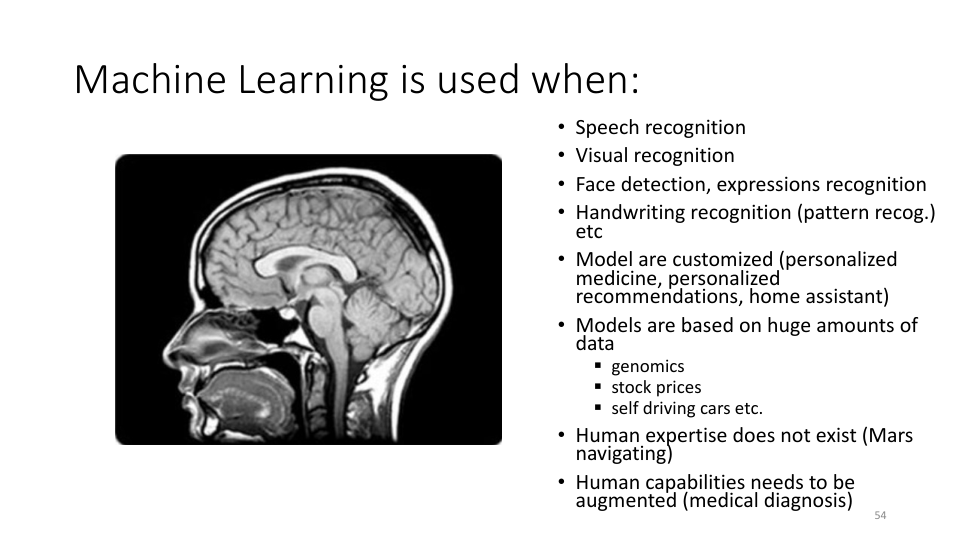 Machine Learning is used when:
• Speech recognition
• Visual recognition
• Face detection, expressions recognition
• Handwriting recognition (pattern recog.)
etc
• Model are customized (personalized
medicine, personalized
recommendations, home assistant)
• Models are based on huge amounts of
data
▪ genomics
▪ stock prices
▪ self driving cars etc.
• Human expertise does not exist (Mars
navigating)
• Human capabilities needs to be
augmented (medical diagnosis)
54